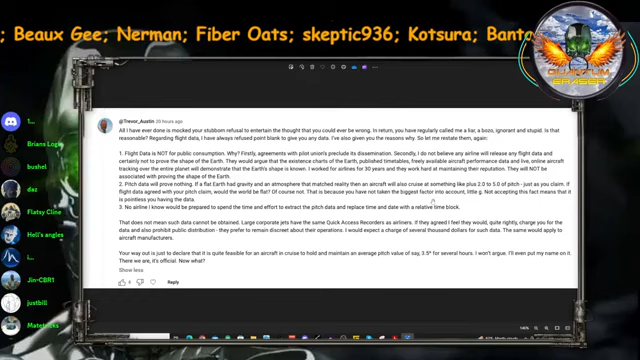 ; Beaux Gee; Nerman; Fiber Oats; skeptic936; Kotsura; Banto
QUANTUM
ERASER
@Trevor_Austin 20 hours ago
All I have ever done is mocked your stubborn refusal to entertain the thought that you could ever be wrong. In return, you have regularly called me a liar, a bozo, ignorant and stupid. Is that
reasonable? Regarding flight data, I have always refused point blank to give you any data. I've also given you the reasons why. So let me restate them, again:
1. Flight Data is NOT for public consumption. Why? Firstly, agreements with pilot union's preclude its dissemination. Secondly, I do not believe any airline will release any flight data and
certainly not to prove the shape of the Earth. They would argue that the existence charts of the Earth, published timetables, freely available aircraft performance data and live, online aircraft
tracking over the entire planet will demonstrate that the Earth's shape is known. I worked for airlines for 30 years and they work hard at maintaining their reputation. They will NOT be
associated with proving the shape of the Earth.
2. Pitch data will prove nothing. If a flat Earth had gravity and an atmosphere that matched reality then an aircraft will also cruise at something like plus 2.0 to 5.0 of pitch - just as you claim. If
flight data agreed with your pitch claim, would the world be flat? Of course not. That is because you have not taken the biggest factor into account, little g. Not accepting this fact means that it
is pointless you having the data.
3. No airline I know would be prepared to spend the time and effort to extract the pitch data and replace time and date with a relative time block.
That does not mean such data cannot be obtained. Large corporate jets have the same Quick Access Recorders as airliners. If they agreed I feel they would, quite rightly, charge you for the
data and also prohibit public distribution - they prefer to remain discreet about their operations. I would expect a charge of several thousand dollars for such data. The same would apply to
aircraft manufacturers.
Your way out is just to declare that it is quite feasible for an aircraft in cruise to hold and maintain an average pitch value of say, 3.5° for several hours. I won't argue. I'll even put my name on it.
There we are, it's official. Now what?
Show less
6
Reply
1...
Brians Logic
bushel
daz
Flatsy Cline
Hell's angels
Jin-CBR1
justbill
146%